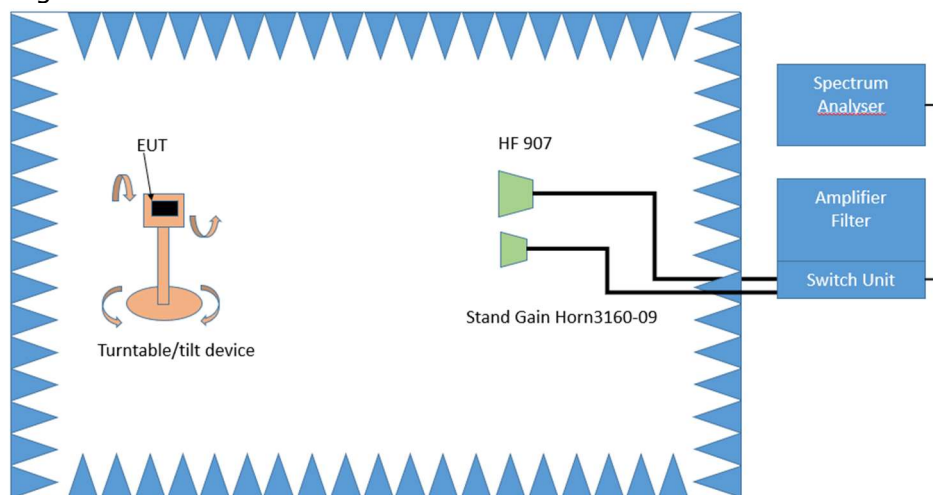 EUT
HF 907
Stand Gain Horn3160-09
Turntable/tilt device
Spectrum
Analyser
Amplifier
Filter
Switch Unit